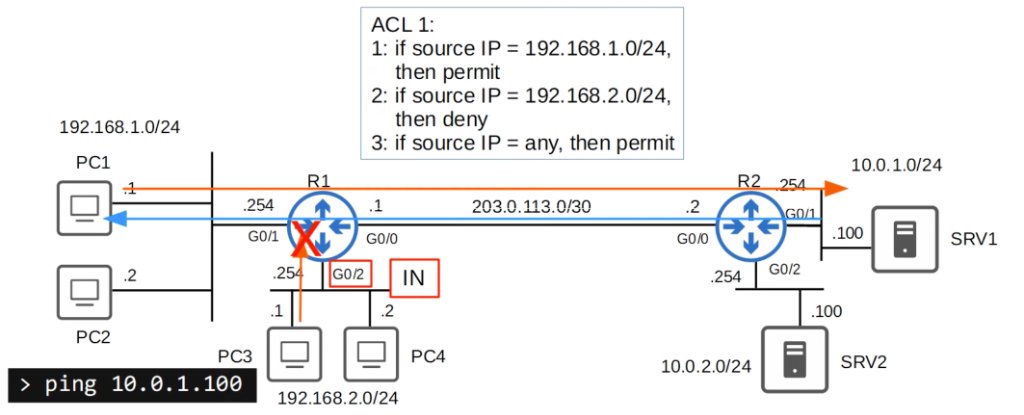 ACL 1:
1: if source IP = 192.168.1.0/24,
then permit
2: if source IP = 192.168.2.0/24,
then deny
3: if source IP = any, then permit
192.168.1.0/24
10.0.1.0/24
PC1
R1
R2
.1
.254
.254
.1
203.0.113.0/30
.2
G0/1
G0/1
G0/0
G0/0
.100
SRV1
X
.2
.254
G0/2
IN
.254
G0/2
PC2
.1
.2
.100
PC3
PC4
10.0.2.0/24
SRV2
> ping 10.0.1.100
192.168.2.0/24